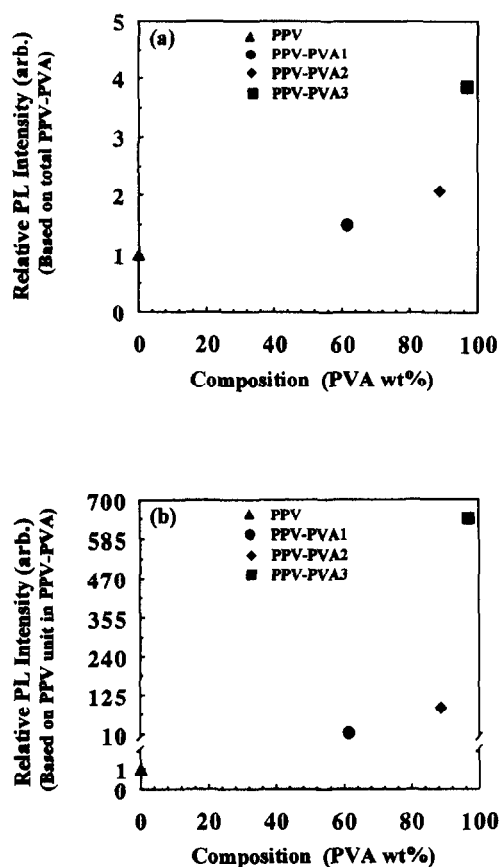 Relative PL Intensity (arb.)
(Based on total PPV-PVA)
(a)
PPV
PPV-PVA1
PPV-PVA2
PPV-PVA3
5
4
3
2
1
0
0 20 40 60 80 100
Composition (PVA wt%)
Relative PL Intensity (arb.)
(Based on PPV unit in PPV-PVA)
(b)
PPV
PPV-PVA1
PPV-PVA2
PPV-PVA3
700
585
470
355
240
125
10
1
0
0 20 40 60 80 100
Composition (PVA wt%)